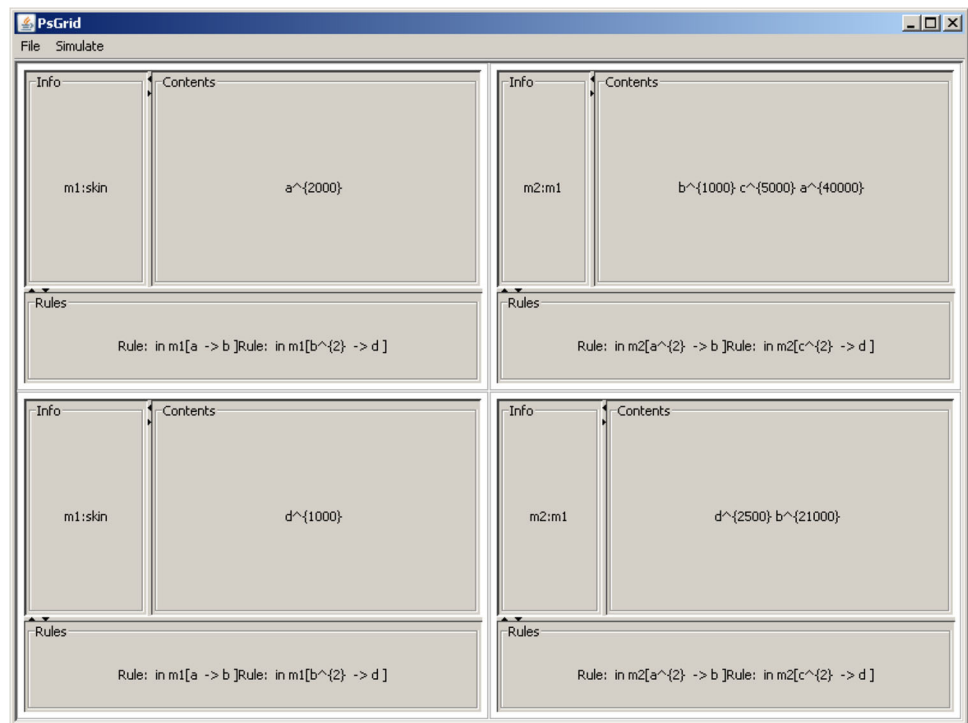 PsGrid
File Simulate
Info
Contents
m1:skin
a^{2000}
Rules
Rule: in m1[a -> b ]Rule: in m1[b^{2} -> d ]
Info
Contents
m2:m1
b^{1000} c^{5000} a^{40000}
Rules
Rule: in m2[a^{2} -> b ]Rule: in m2[c^{2} -> d ]
Info
Contents
m1:skin
d^{1000}
Rules
Rule: in m1[a -> b ]Rule: in m1[b^{2} -> d ]
Info
Contents
m2:m1
d^{2500} b^{21000}
Rules
Rule: in m2[a^{2} -> b ]Rule: in m2[c^{2} -> d ]